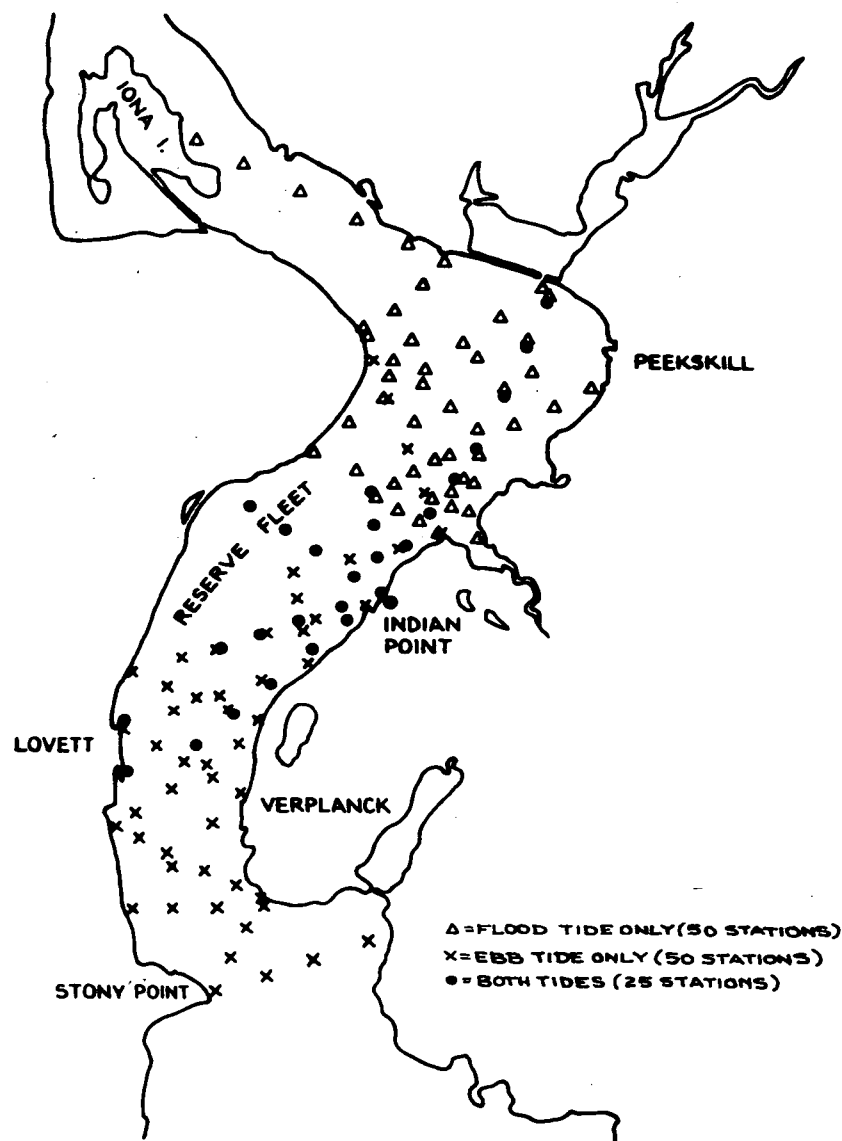 IONA I.
PEEKSKILL
RESERVE FLEET
INDIAN
POINT
LOVETT
VERPLANCK
Δ=FLOOD TIDE ONLY (50 STATIONS)
X=EBB TIDE ONLY (50 STATIONS)
●=BOTH TIDES (25 STATIONS)
STONY POINT